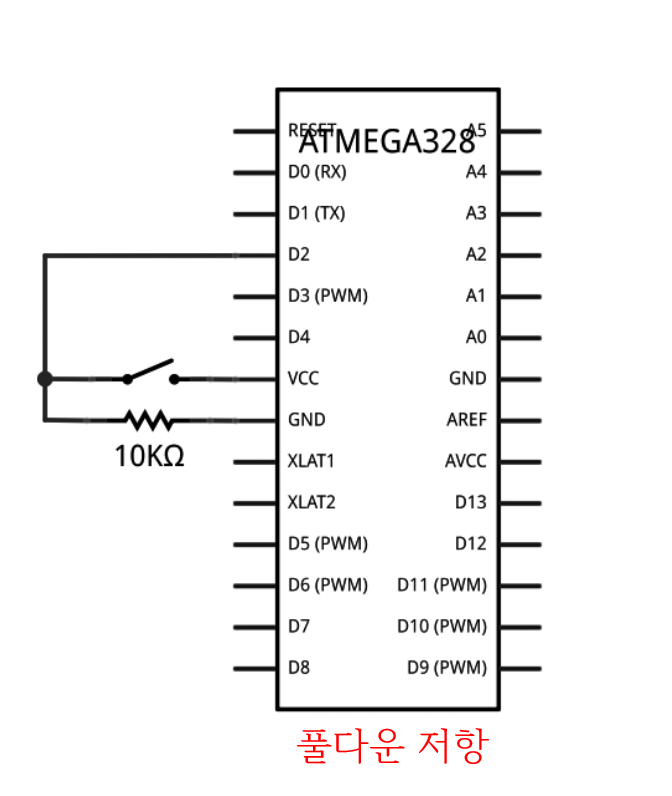 ATMEGA328
RESET
D0 (RX)
D1 (TX)
D2
D3 (PWM)
D4
VCC
GND
XLAT1
XLAT2
D5 (PWM)
D6 (PWM)
D7
D8
A5
A4
A3
A2
A1
A0
GND
AREF
AVCC
D13
D12
D11 (PWM)
D10 (PWM)
D9 (PWM)
10KΩ
풀다운 저항